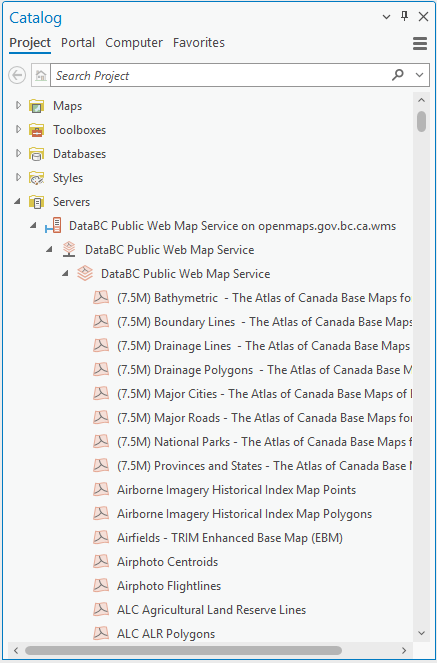 Catalog
Project Portal Computer Favorites
Search Project
Maps
Toolboxes
Databases
Styles
Servers
DataBC Public Web Map Service on openmaps.gov.bc.ca.wms
DataBC Public Web Map Service
DataBC Public Web Map Service
(7.5M) Bathymetric - The Atlas of Canada Base Maps fo
(7.5M) Boundary Lines - The Atlas of Canada Base Maps
(7.5M) Drainage Lines - The Atlas of Canada Base Maps
(7.5M) Drainage Polygons - The Atlas of Canada Base M
(7.5M) Major Cities - The Atlas of Canada Base Maps of
(7.5M) Major Roads - The Atlas of Canada Base Maps for
(7.5M) National Parks - The Atlas of Canada Base Maps f
(7.5M) Provinces and States - The Atlas of Canada Base
Airborne Imagery Historical Index Map Points
Airborne Imagery Historical Index Map Polygons
Airfields - TRIM Enhanced Base Map (EBM)
Airphoto Centroids
Airphoto Flightlines
ALC Agricultural Land Reserve Lines
ALC ALR Polygons